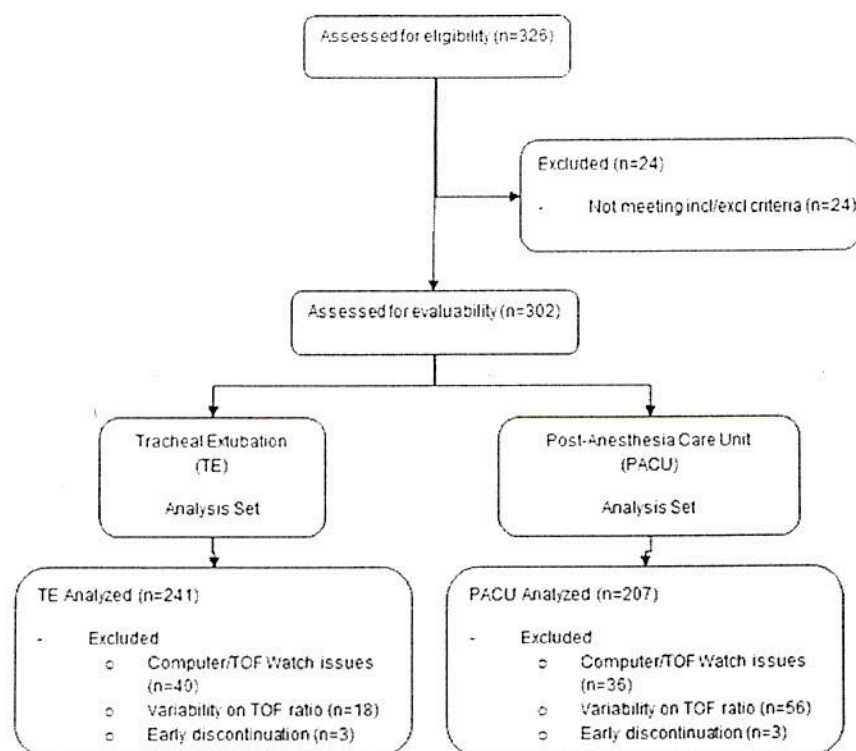 Assessed for eligibility (n=326)
Excluded (n=24)
- Not meeting incl/excl criteria (n=24)
Assessed for evaluability (n=302)
Tracheal Extubation
(TE)
Analysis Set
Post-Anesthesia Care Unit
(PACU)
Analysis Set
TE Analyzed (n=241)
- Excluded
o Computer/TOF Watch issues
(n=40)
o Variability on TOF ratio (n=18)
o Early discontinuation (n=3)
PACU Analyzed (n=207)
- Excluded
o Computer/TOF Watch issues
(n=36)
o Variability on TOF ratio (n=56)
o Early discontinuation (n=3)